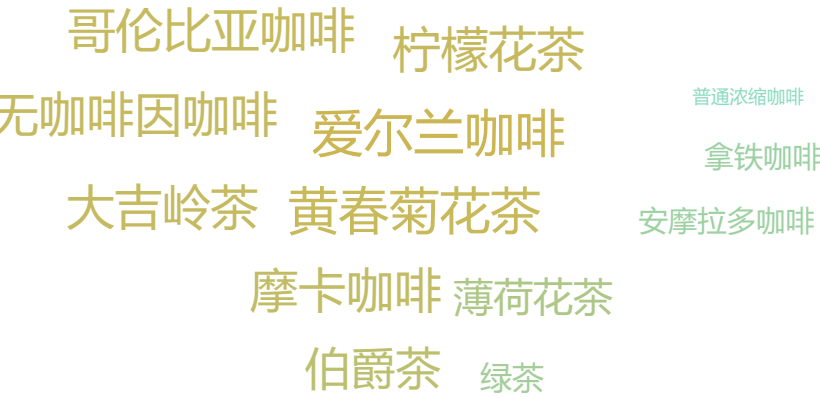 哥伦比亚咖啡
柠檬花茶
无咖啡因咖啡
爱尔兰咖啡
普通浓缩咖啡
拿铁咖啡
大吉岭茶
黄春菊花茶
安摩拉多咖啡
摩卡咖啡
薄荷花茶
伯爵茶
绿茶